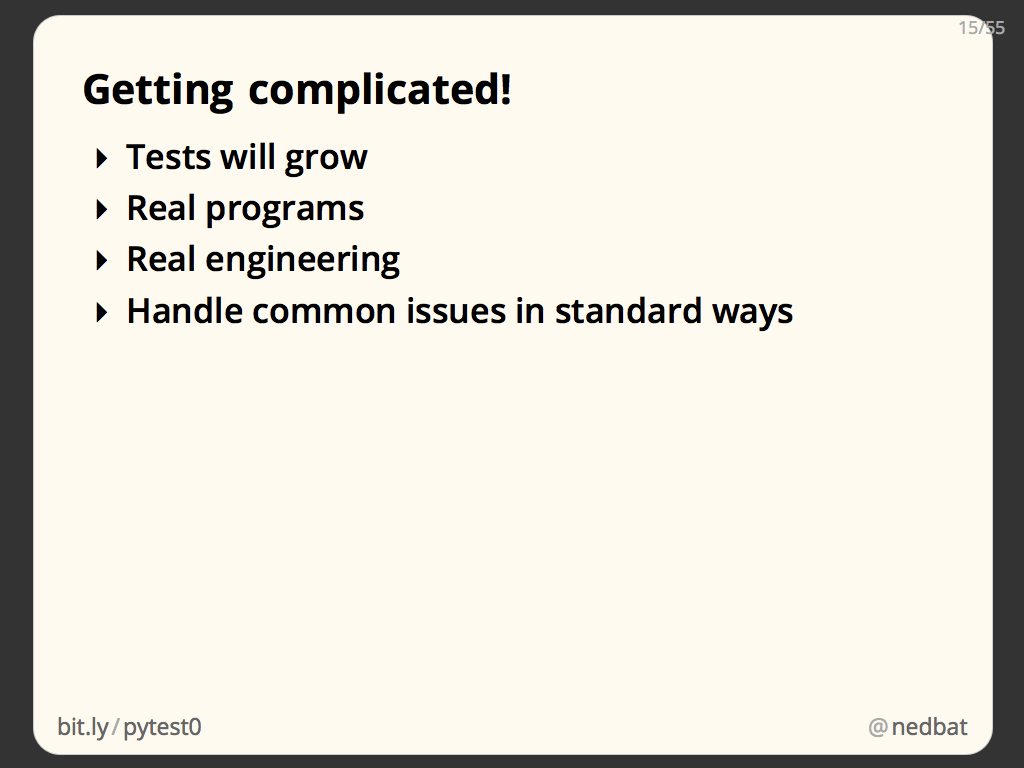 15/55
Getting complicated!
Tests will grow
Real programs
Real engineering
Handle common issues in standard ways
bit.ly/pytest0
@nedbat